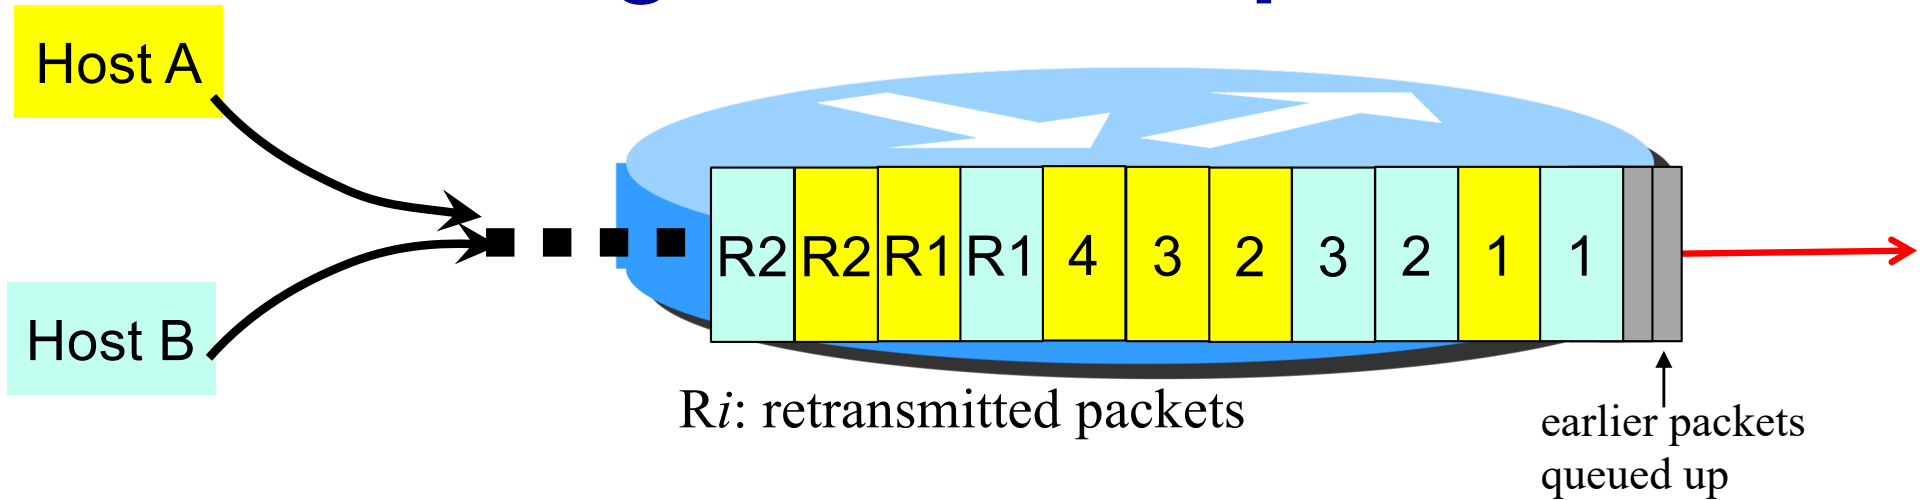 Host A
R2 R2 R1 R1 4 3 2 3 2 1 1
Host B
Ri: retransmitted packets
earlier packets
queued up